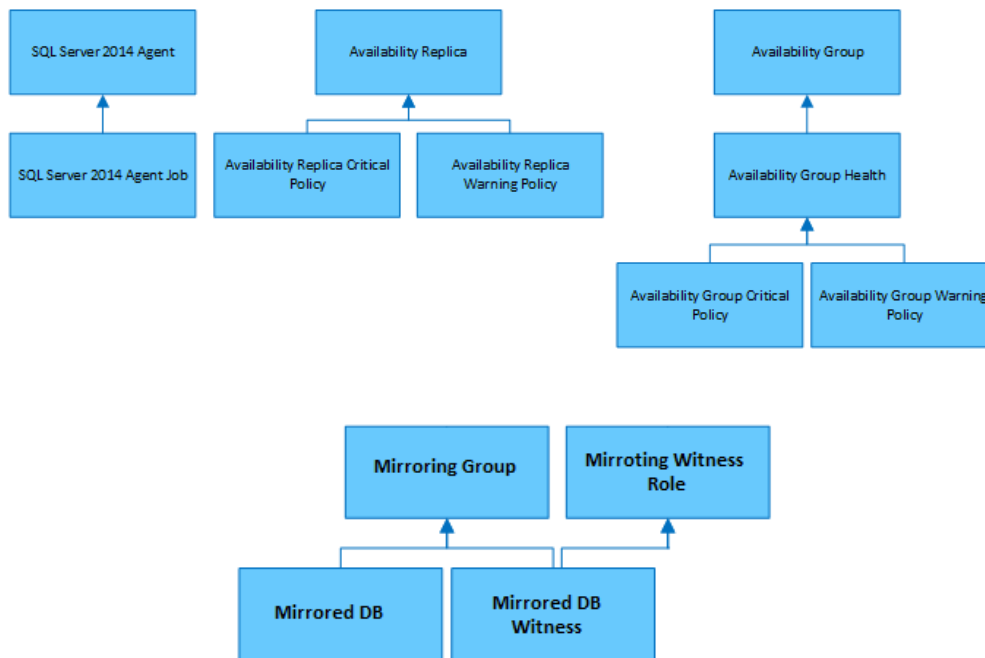 SQL Server 2014 Agent
Availability Replica
Availability Group
SQL Server 2014 Agent Job
Availability Replica Critical
Policy
Availability Replica
Warning Policy
Availability Group Health
Availability Group Critical
Policy
Availability Group Warning
Policy
Mirroring Group
Mirroting Witness
Role
Mirrored DB
Mirrored DB
Witness